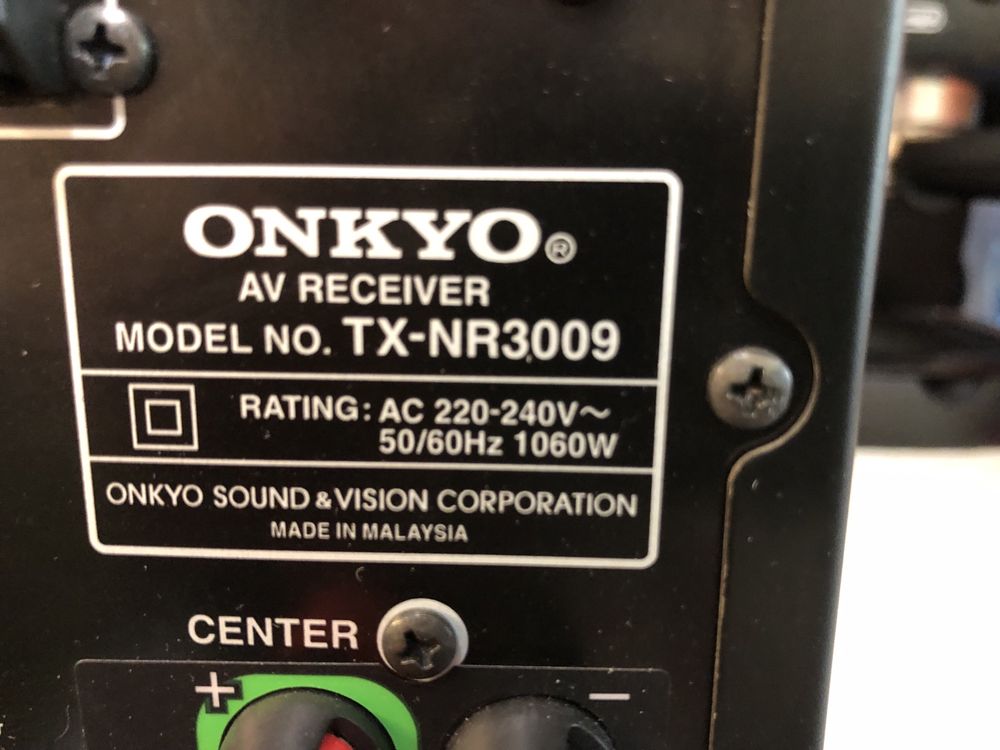 ONKYO®
AV RECEIVER
MODEL NO. TX-NR3009
RATING: AC 220-240V～
50/60Hz 1060W
ONKYO SOUND & VISION CORPORATION
MADE IN MALAYSIA
CENTER
+ −